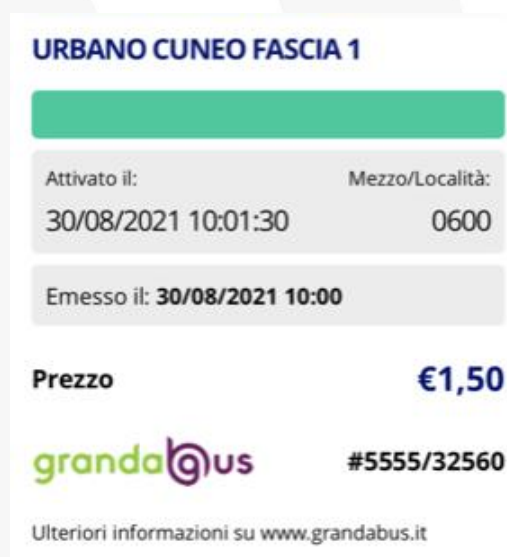 URBANO CUNEO FASCIA 1
Attivato il: Mezzo/Località:
30/08/2021 10:01:30 0600
Emesso il: 30/08/2021 10:00
Prezzo €1,50
grandabus #5555/32560
Ulteriori informazioni su www.grandabus.it